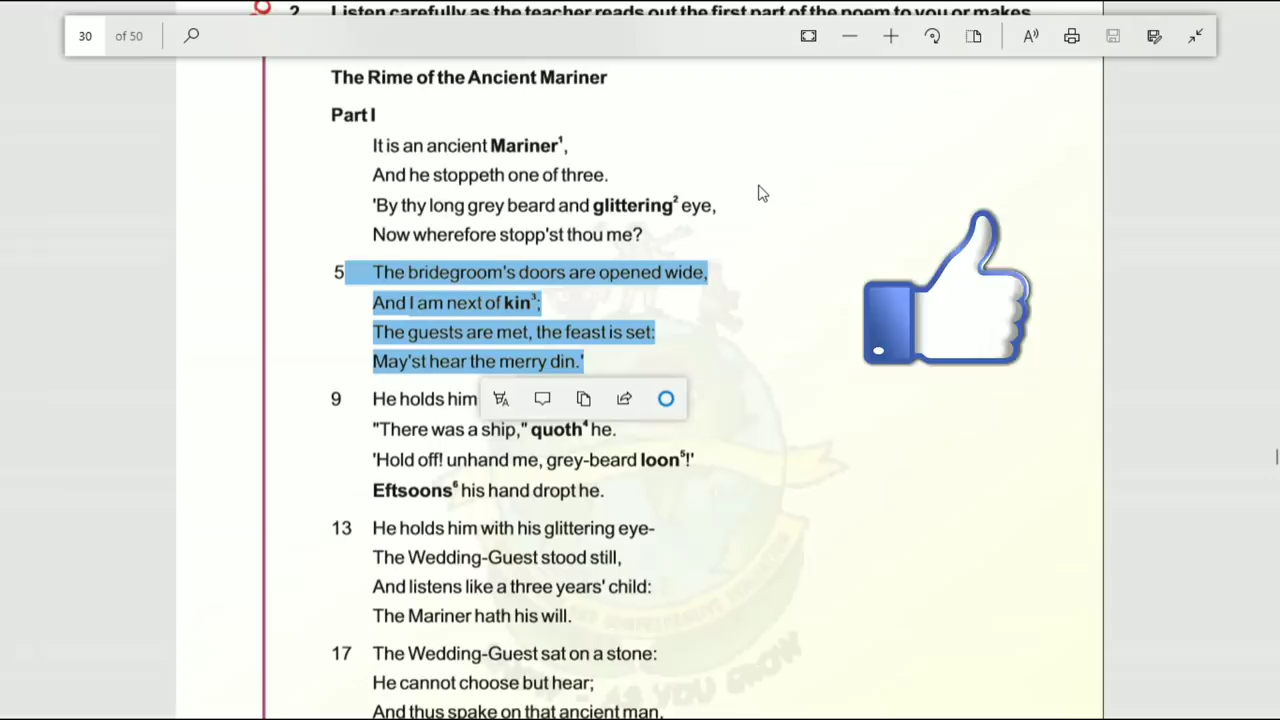 2 Listen carefully as the teacher reads out the first part of the poem to you or makes
30 of 50
The Rime of the Ancient Mariner
Part I
It is an ancient Mariner¹,
And he stoppeth one of three.
'By thy long grey beard and glittering² eye,
Now wherefore stopp'st thou me?
5 The bridegroom's doors are opened wide,
And I am next of kin³;
The guests are met, the feast is set:
May'st hear the merry din.'
9 He holds him
"There was a ship," quoth⁴ he.
'Hold off! unhand me, grey-beard loon⁵!'
Eftsoons⁶ his hand dropt he.
13 He holds him with his glittering eye-
The Wedding-Guest stood still,
And listens like a three years' child:
The Mariner hath his will.
17 The Wedding-Guest sat on a stone:
He cannot choose but hear;
And thus spake on that ancient man,
AS YOU GROW